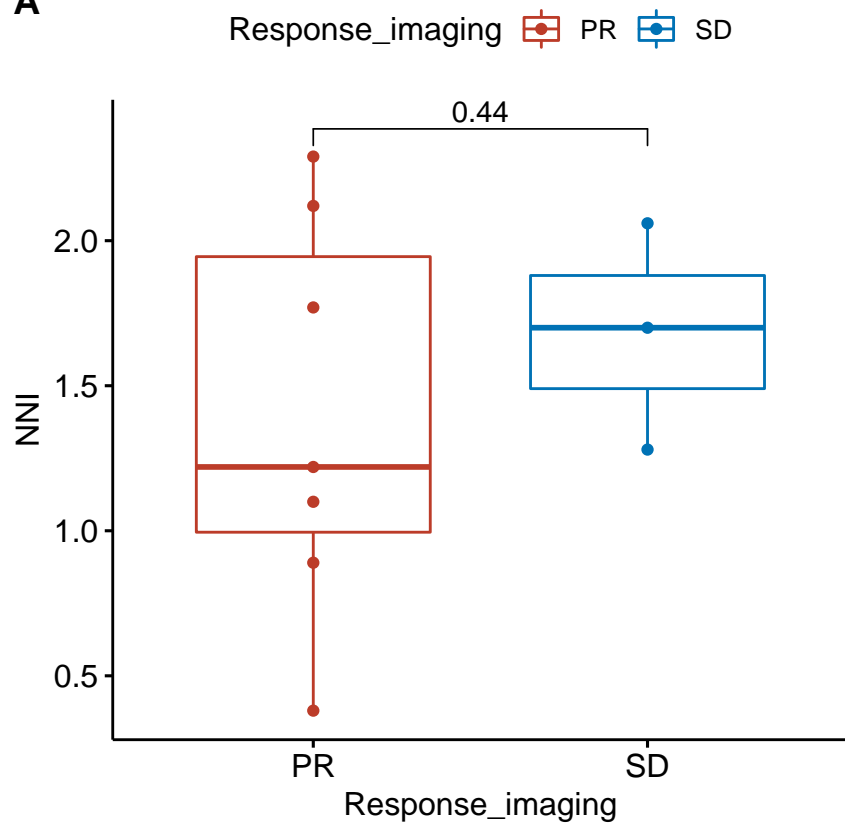 A
Response_imaging PR SD
0.44
2.0
1.5
1.0
0.5
NNI
PR SD
Response_imaging